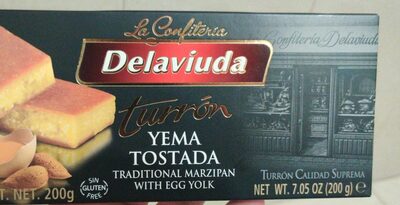 La Confitería
Delaviuda
Confitería Delaviuda
turrón
YEMA
TOSTADA
TRADITIONAL MARZIPAN
WITH EGG YOLK
SIN
GLUTEN
FREE
T. NET. 200g
TURRÓN CALIDAD SUPREMA
NET WT. 7.05 OZ (200 g) e